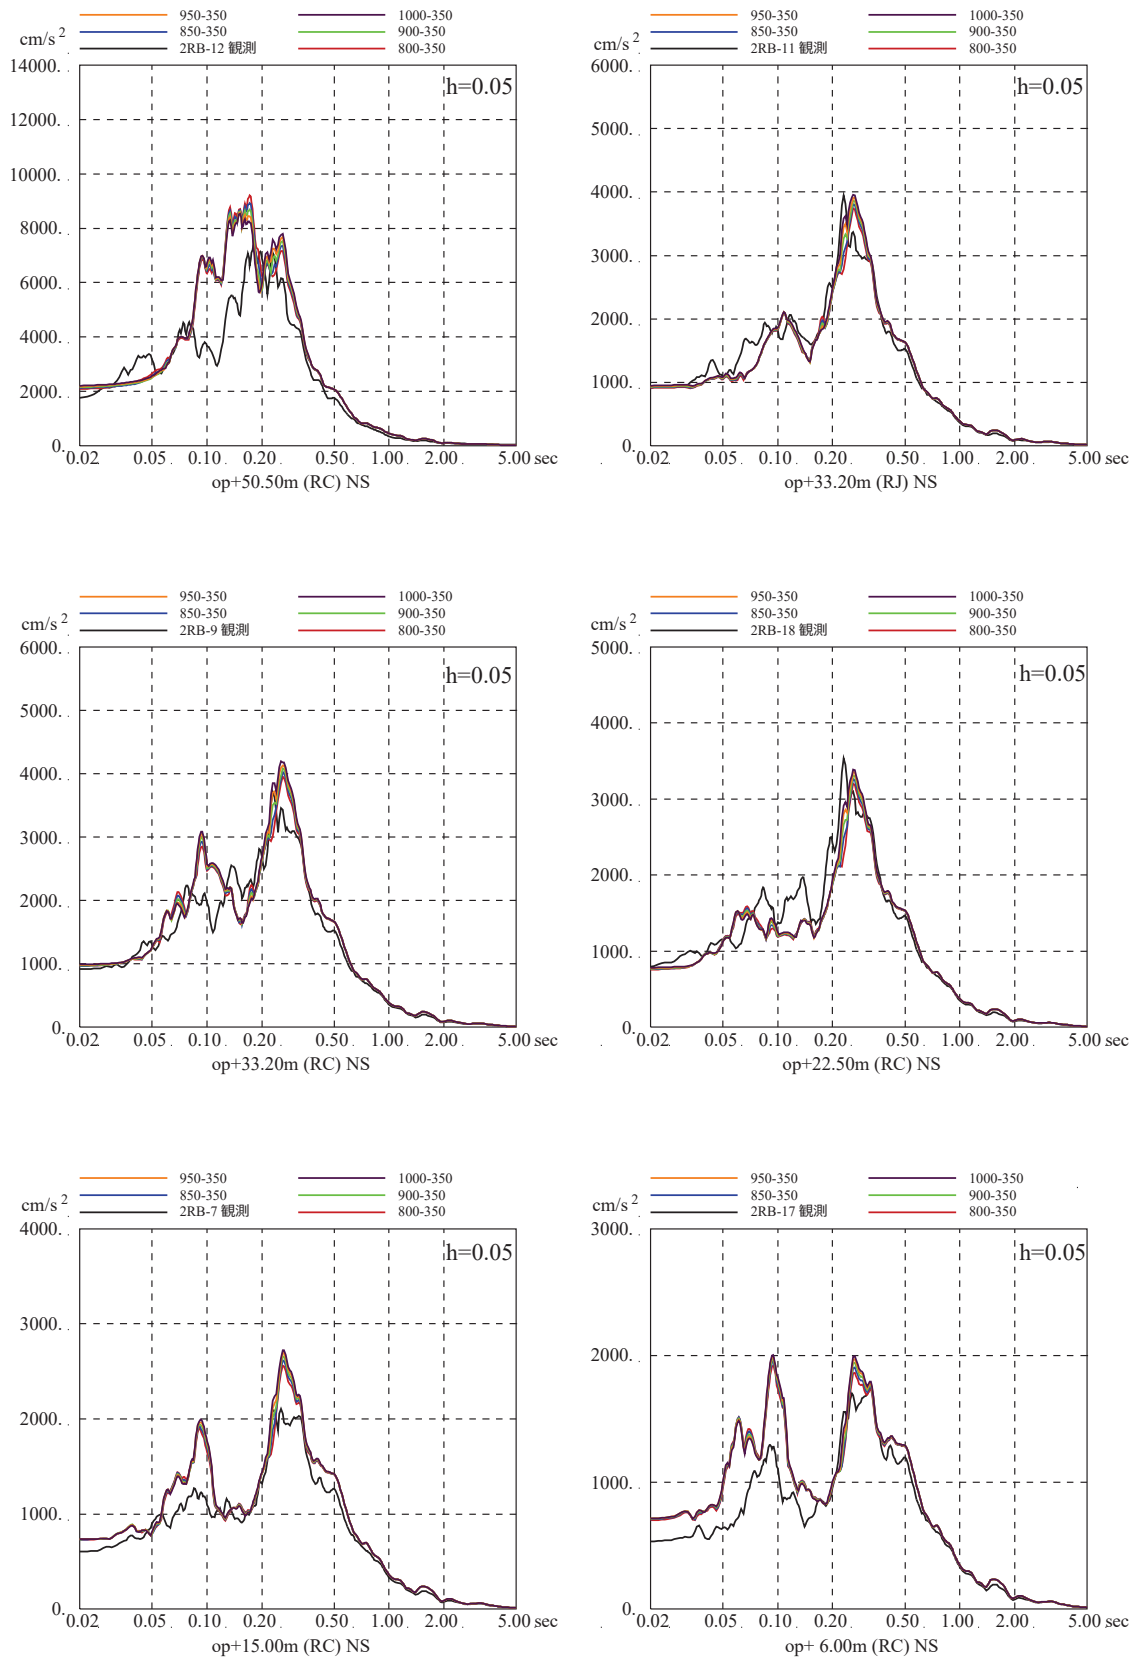 950-350 1000-350
850-350 900-350
2RB-12 観測 800-350
cm/s 2
h=0.05
14000.
12000.
10000.
8000.
6000.
4000.
2000.
0.
0.02 0.05 0.10 0.20 0.50 1.00 2.00 5.00 sec
op+50.50m (RC) NS
950-350 1000-350
850-350 900-350
2RB-11 観測 800-350
cm/s 2
h=0.05
6000.
5000.
4000.
3000.
2000.
1000.
0.
0.02 0.05 0.10 0.20 0.50 1.00 2.00 5.00 sec
op+33.20m (RJ) NS
950-350 1000-350
850-350 900-350
2RB-9 観測 800-350
cm/s 2
h=0.05
6000.
5000.
4000.
3000.
2000.
1000.
0.
0.02 0.05 0.10 0.20 0.50 1.00 2.00 5.00 sec
op+33.20m (RC) NS
950-350 1000-350
850-350 900-350
2RB-18 観測 800-350
cm/s 2
h=0.05
5000.
4000.
3000.
2000.
1000.
0.
0.02 0.05 0.10 0.20 0.50 1.00 2.00 5.00 sec
op+22.50m (RC) NS
950-350 1000-350
850-350 900-350
2RB-7 観測 800-350
cm/s 2
h=0.05
4000.
3000.
2000.
1000.
0.
0.02 0.05 0.10 0.20 0.50 1.00 2.00 5.00 sec
op+15.00m (RC) NS
950-350 1000-350
850-350 900-350
2RB-17 観測 800-350
cm/s 2
h=0.05
3000.
2000.
1000.
0.
0.02 0.05 0.10 0.20 0.50 1.00 2.00 5.00 sec
op+ 6.00m (RC) NS